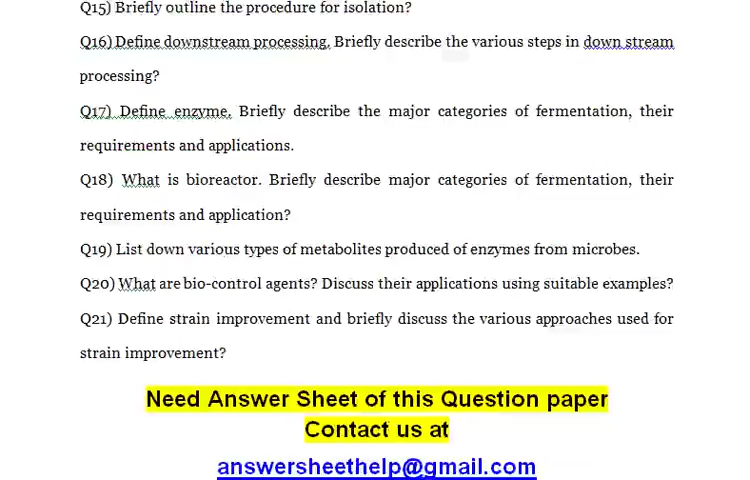 Q15) Briefly outline the procedure for isolation?
Q16) Define downstream processing. Briefly describe the various steps in down stream
processing?
Q17) Define enzyme. Briefly describe the major categories of fermentation, their
requirements and applications.
Q18) What is bioreactor. Briefly describe major categories of fermentation, their
requirements and application?
Q19) List down various types of metabolites produced of enzymes from microbes.
Q20) What are bio-control agents? Discuss their applications using suitable examples?
Q21) Define strain improvement and briefly discuss the various approaches used for
strain improvement?
Need Answer Sheet of this Question paper
Contact us at
answersheethelp@gmail.com